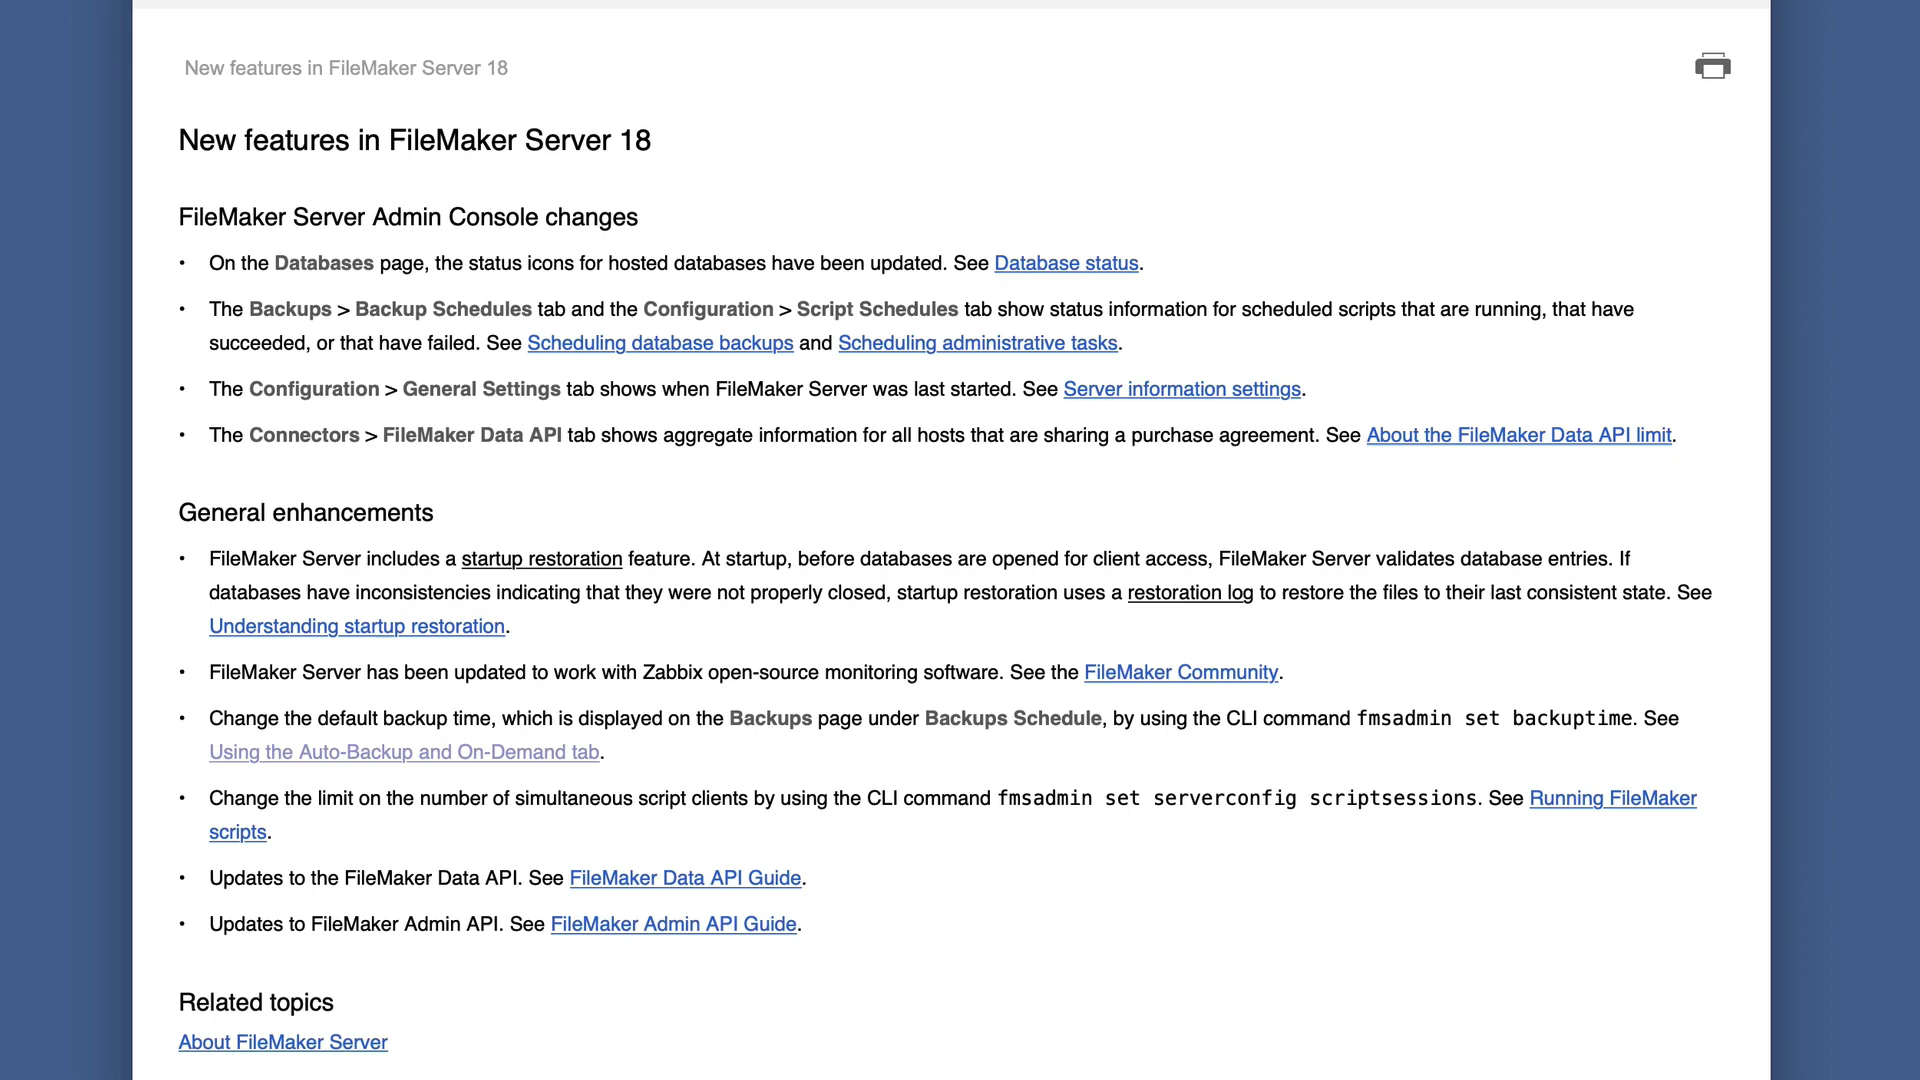 New features in FileMaker Server 18
New features in FileMaker Server 18
FileMaker Server Admin Console changes
• On the Databases page, the status icons for hosted databases have been updated. See Database status.
• The Backups > Backup Schedules tab and the Configuration > Script Schedules tab show status information for scheduled scripts that are running, that have
succeeded, or that have failed. See Scheduling database backups and Scheduling administrative tasks.
• The Configuration > General Settings tab shows when FileMaker Server was last started. See Server information settings.
• The Connectors > FileMaker Data API tab shows aggregate information for all hosts that are sharing a purchase agreement. See About the FileMaker Data API limit.
General enhancements
• FileMaker Server includes a startup restoration feature. At startup, before databases are opened for client access, FileMaker Server validates database entries. If
databases have inconsistencies indicating that they were not properly closed, startup restoration uses a restoration log to restore the files to their last consistent state. See
Understanding startup restoration.
• FileMaker Server has been updated to work with Zabbix open-source monitoring software. See the FileMaker Community.
• Change the default backup time, which is displayed on the Backups page under Backups Schedule, by using the CLI command fmsadmin set backuptime. See
Using the Auto-Backup and On-Demand tab.
• Change the limit on the number of simultaneous script clients by using the CLI command fmsadmin set serverconfig scriptsessions. See Running FileMaker
scripts.
• Updates to the FileMaker Data API. See FileMaker Data API Guide.
• Updates to FileMaker Admin API. See FileMaker Admin API Guide.
Related topics
About FileMaker Server